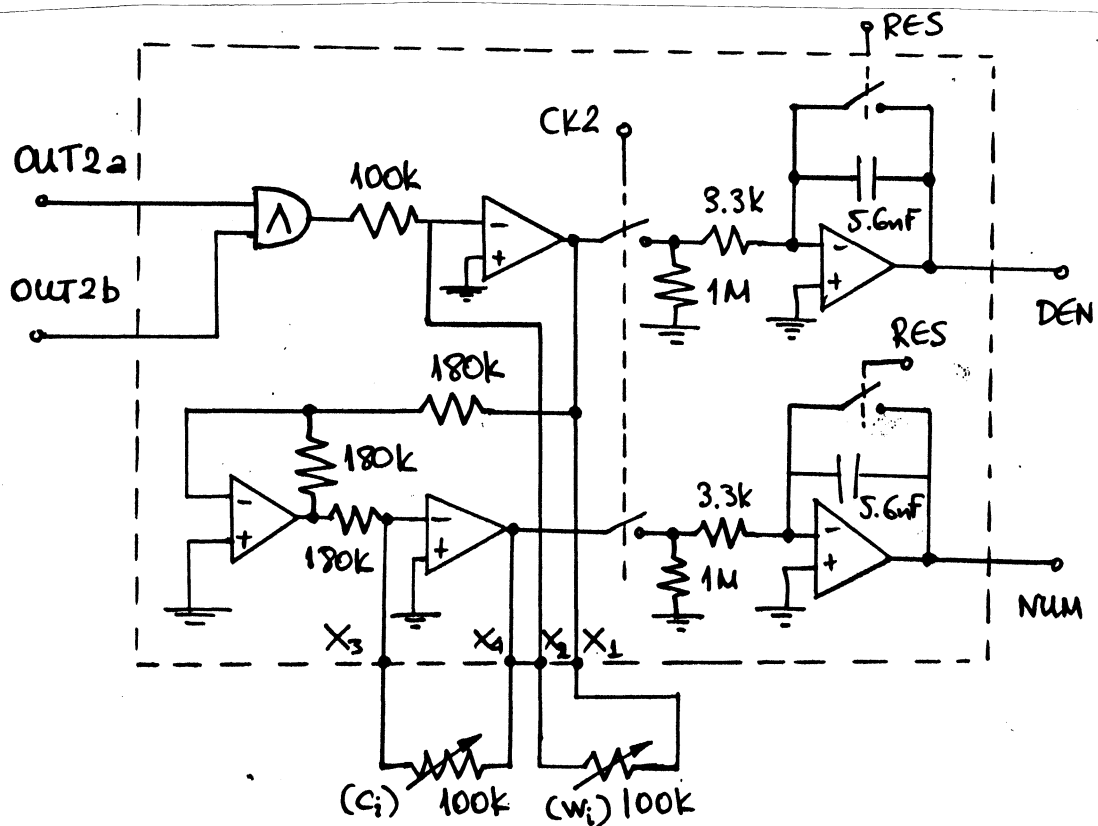 RES
CK2
OUT2a
100k
Λ
3.3k
5.6nF
1M
OUT2b
DEN
RES
180k
180k
3.3k
5.6nF
180k
1M
NUM
X3 X4 X2 X1
(Ci) 100k (Wi) 100k